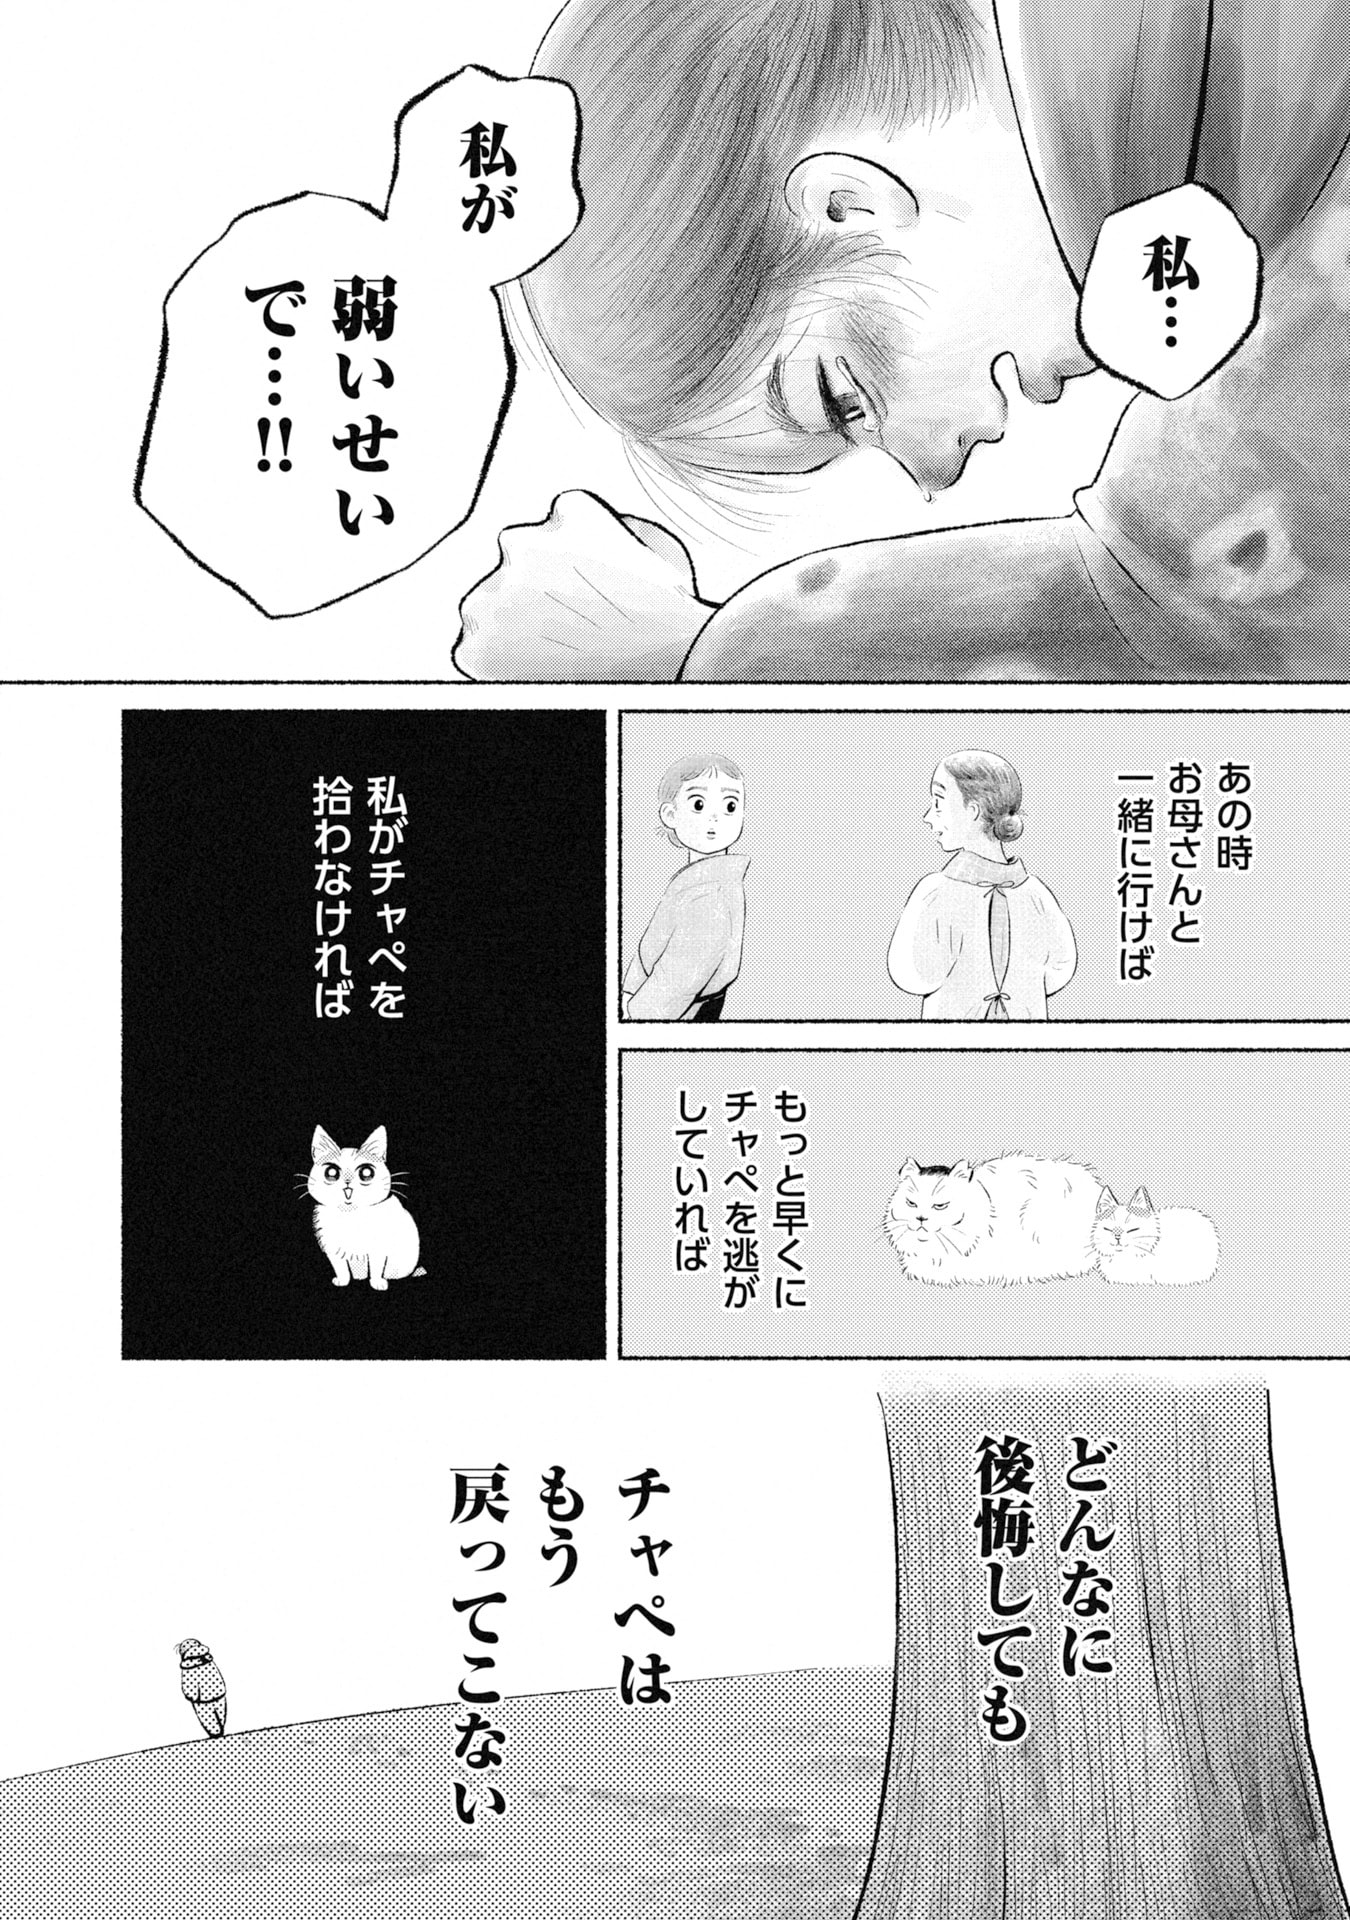 私…
私が
弱いせい
で…!!
あの時
お母さんと
一緒に行けば
もっと早くに
チャペを逃が
していれば
私がチャペを
拾わなければ
どんなに
後悔しても
チャペは
もう
戻ってこない